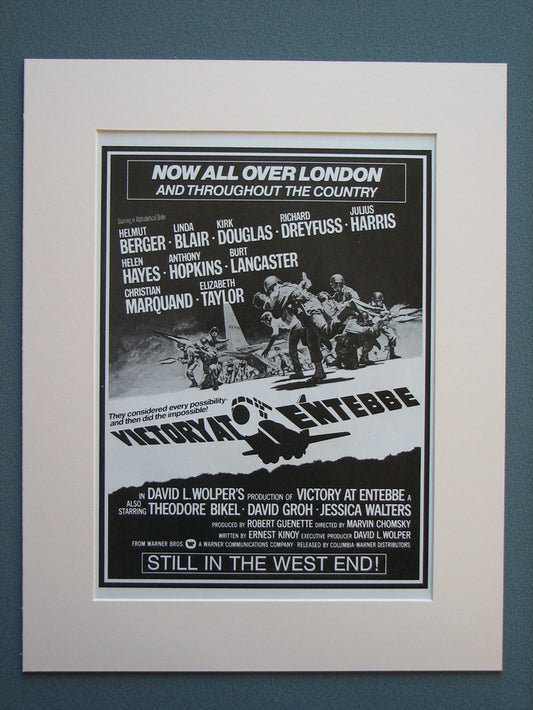 NOW ALL OVER LONDON
AND THROUGHOUT THE COUNTRY
Starring in Alphabetical Order
HELMUT BERGER · LINDA BLAIR · KIRK DOUGLAS · RICHARD DREYFUSS · JULIUS HARRIS
HELEN HAYES · ANTHONY HOPKINS · BURT LANCASTER
CHRISTIAN MARQUAND · ELIZABETH TAYLOR
They considered every possibility-
and then did the impossible!
VICTORY AT ENTEBBE
IN DAVID L. WOLPER'S PRODUCTION OF VICTORY AT ENTEBBE A
ALSO STARRING THEODORE BIKEL · DAVID GROH · JESSICA WALTERS
PRODUCED BY ROBERT GUENETTE DIRECTED BY MARVIN CHOMSKY
WRITTEN BY ERNEST KINOY EXECUTIVE PRODUCER DAVID L. WOLPER
FROM WARNER BROS. A WARNER COMMUNICATIONS COMPANY · RELEASED BY COLUMBIA-WARNER DISTRIBUTORS
STILL IN THE WEST END!